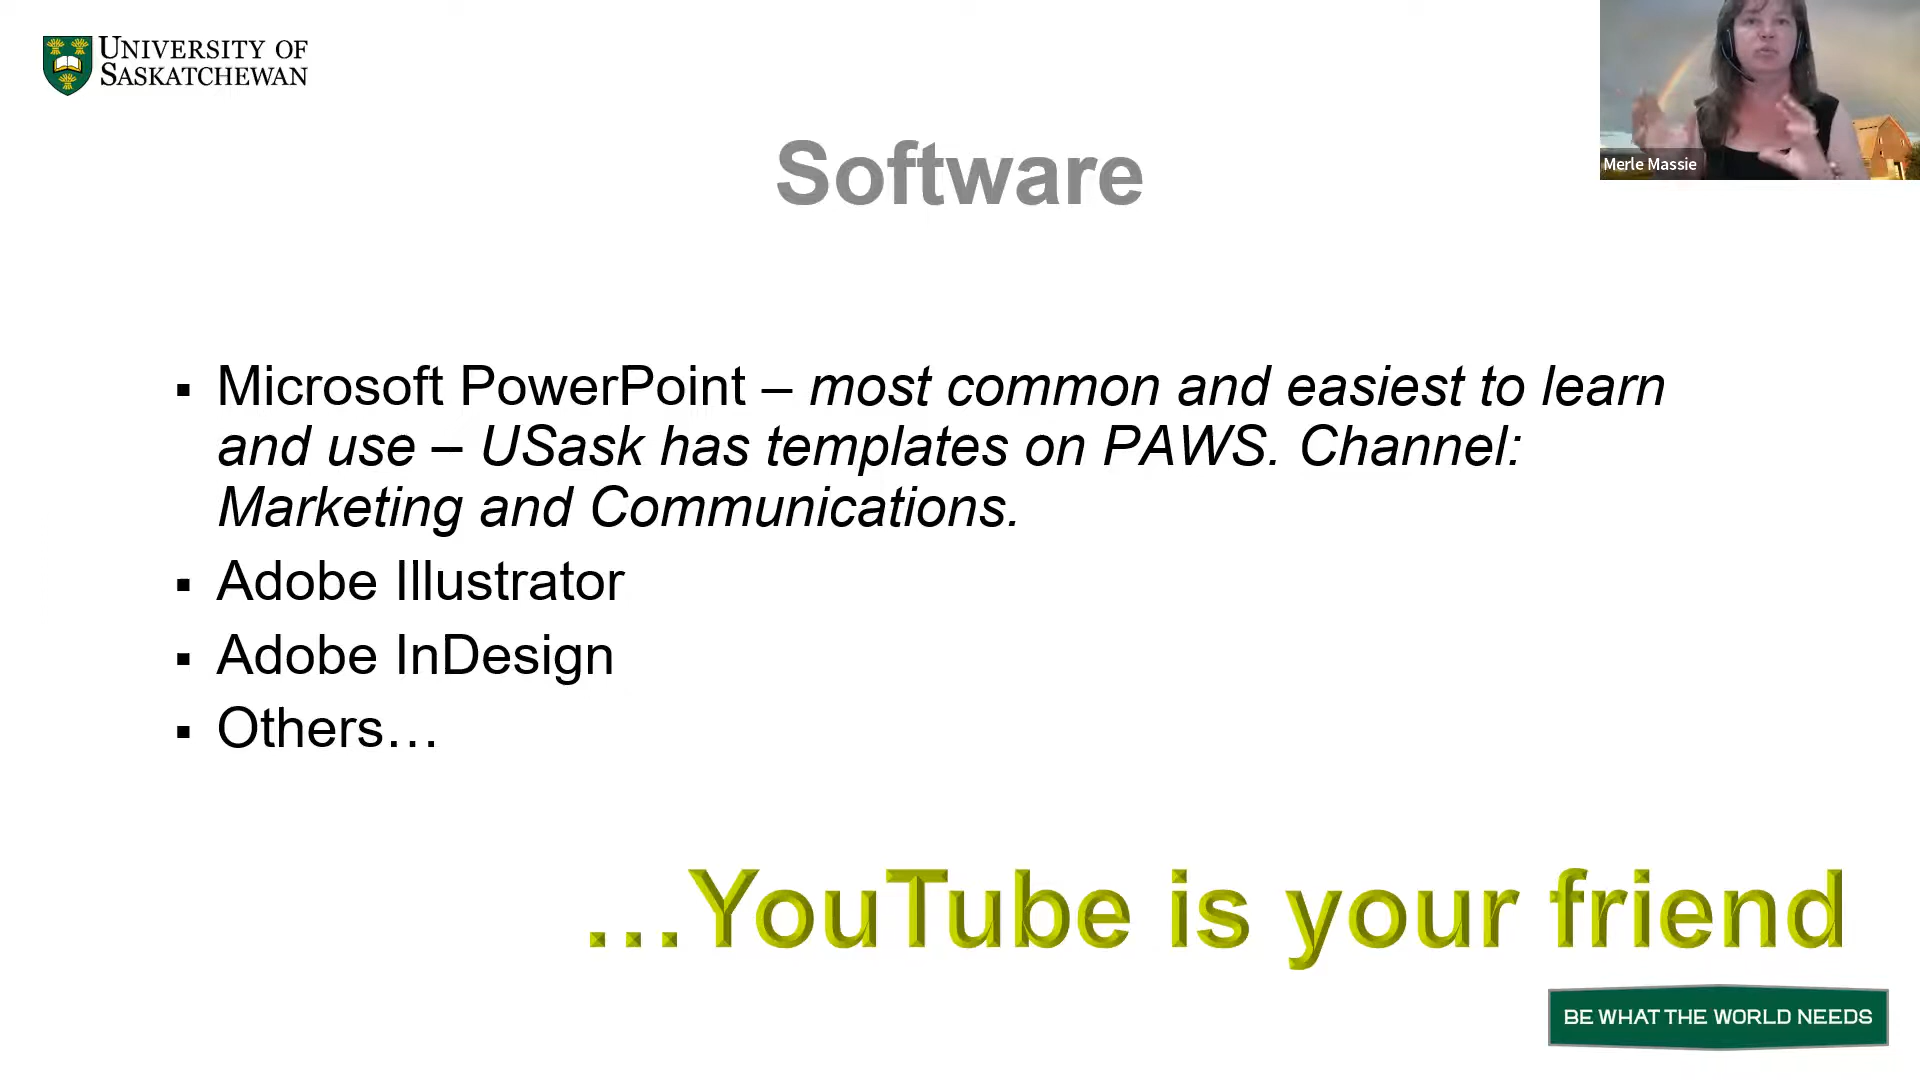 UNIVERSITY OF
SASKATCHEWAN
Merle Massie
Software
▪ Microsoft PowerPoint – most common and easiest to learn
and use – USask has templates on PAWS. Channel:
Marketing and Communications.
▪ Adobe Illustrator
▪ Adobe InDesign
▪ Others…
…YouTube is your friend
BE WHAT THE WORLD NEEDS